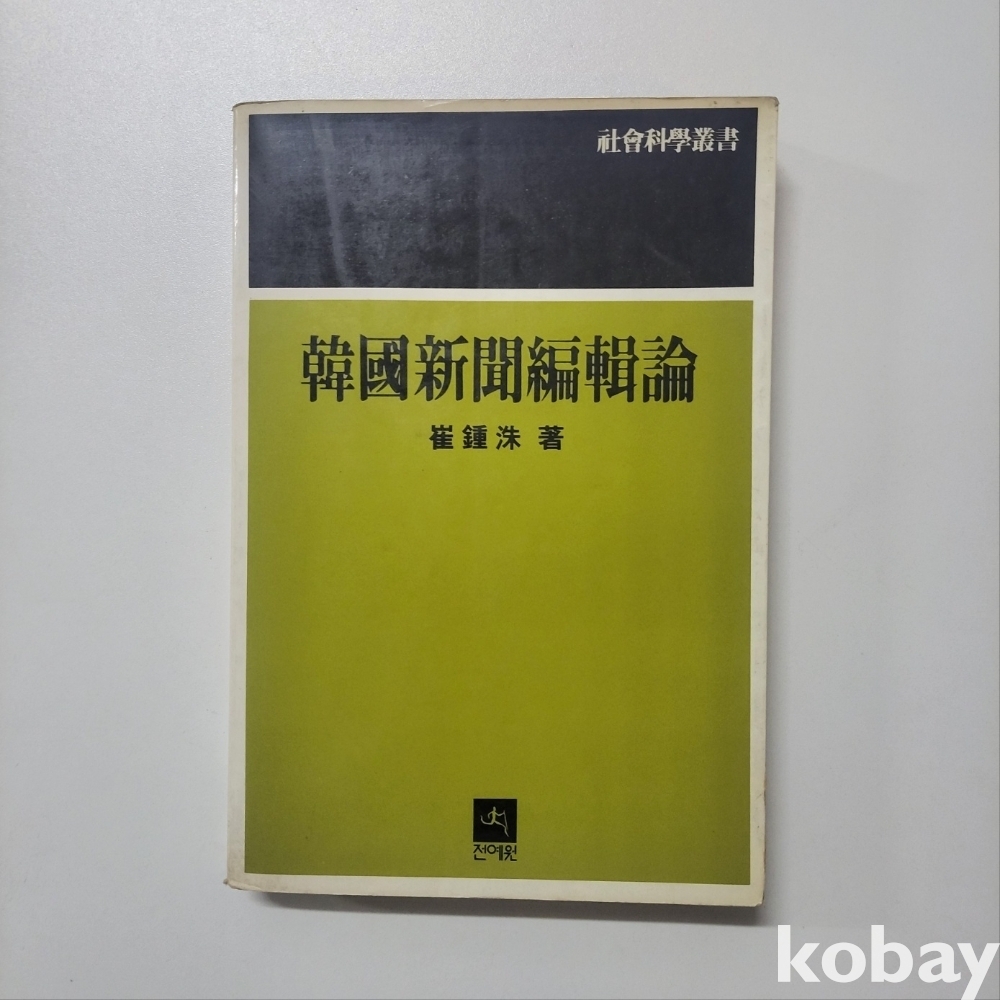 社會科學叢書
韓國新聞編輯論
崔鍾洙 著
전예원
kobay